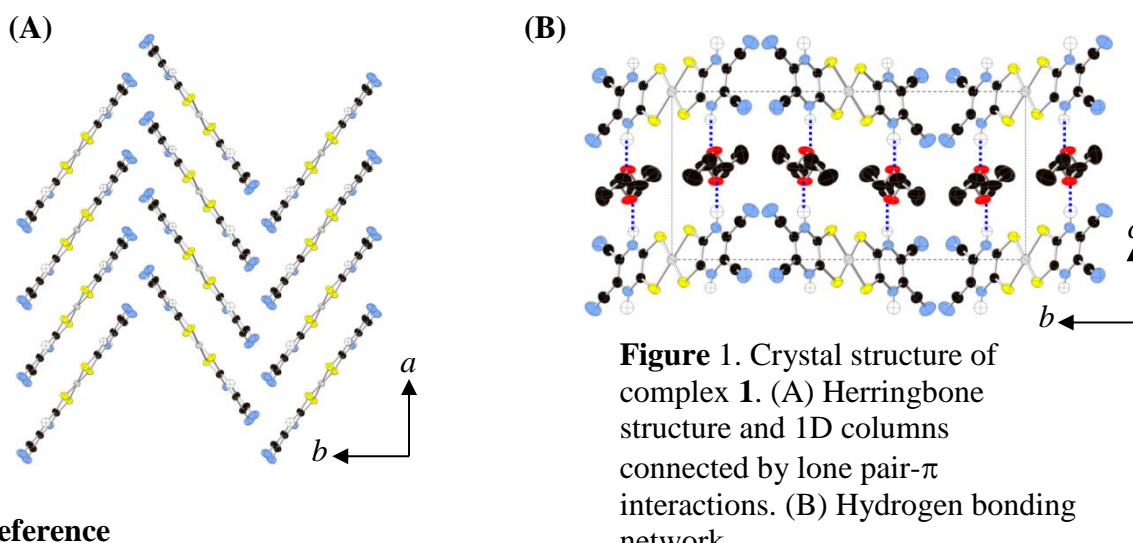 (A)
(B)
a
b
b
Figure 1. Crystal structure of
complex 1. (A) Herringbone
structure and 1D columns
connected by lone pair-π
interactions. (B) Hydrogen bonding
eference